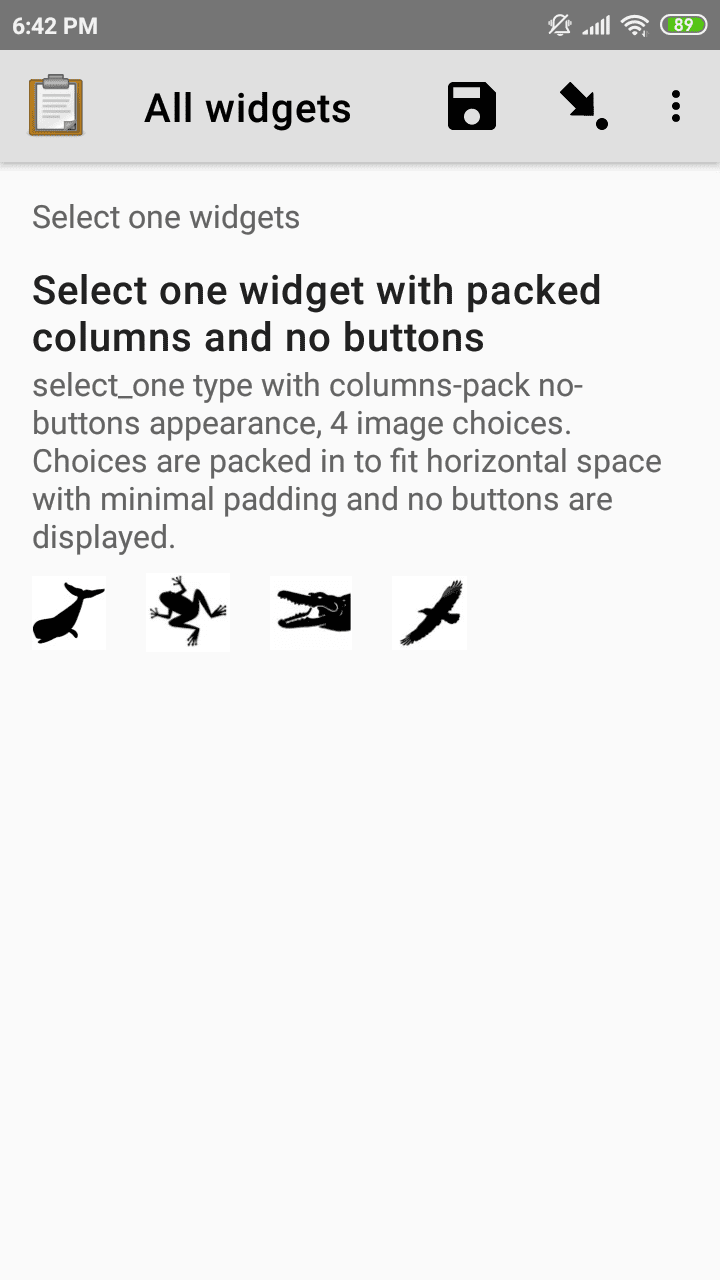 6:42 PM
89
All widgets
Select one widgets
Select one widget with packed
columns and no buttons
select_one type with columns-pack no-
buttons appearance, 4 image choices.
Choices are packed in to fit horizontal space
with minimal padding and no buttons are
displayed.